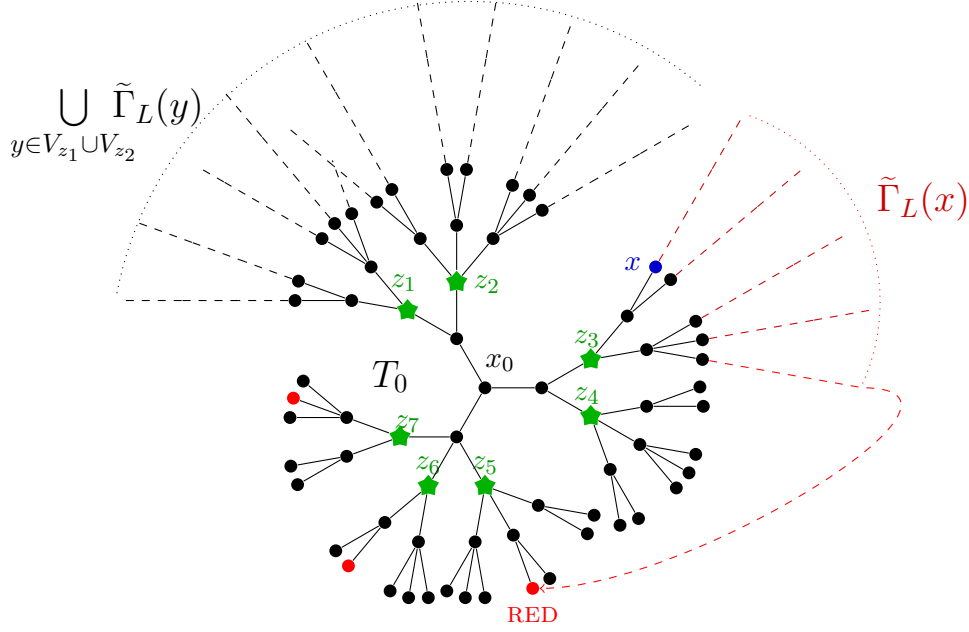 ⋃ Γ̃_L(y)
y∈V_{z_1}∪V_{z_2}
Γ̃_L(x)
x
z_1
z_2
z_3
x_0
T_0
z_4
z_7
z_6
z_5
RED